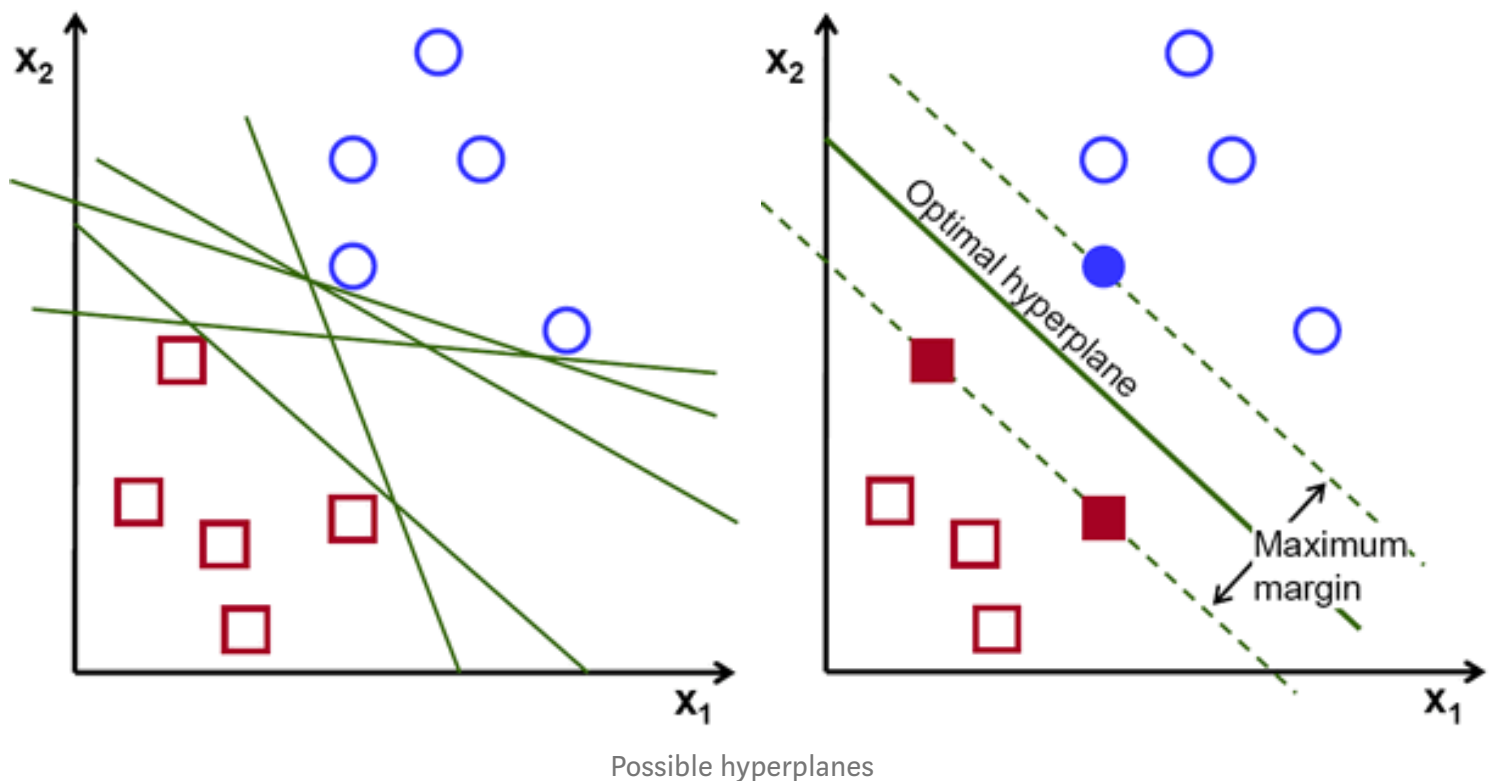 x2
x1
x2
Optimal hyperplane
Maximum
margin
x1
Possible hyperplanes